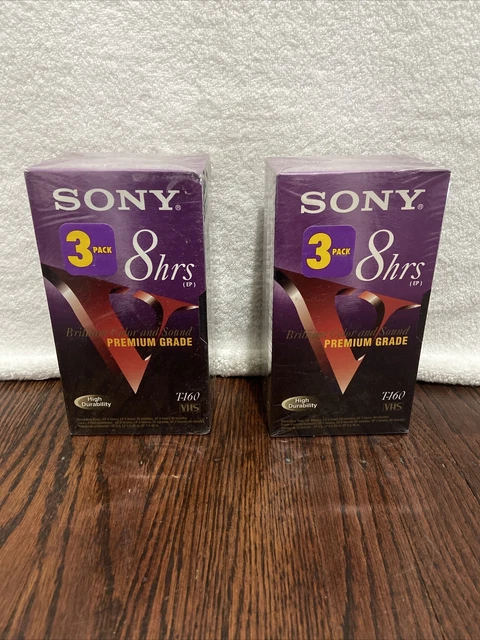 SONY®
3 PACK
8hrs
(EP)
Brilliant Color and Sound
PREMIUM GRADE
High
Durability
T-160
VHS
SONY.
3 PACK
8hrs
(EP)
Brilliant Color and Sound
PREMIUM GRADE
High
Durability
T-160
VHS